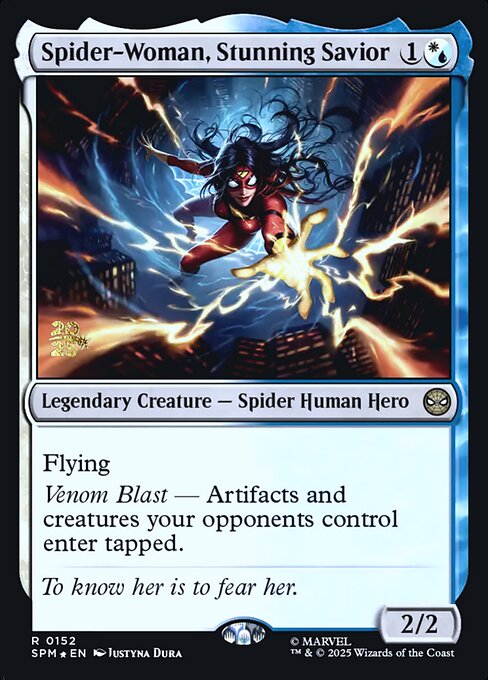 Spider-Woman, Stunning Savior 1
2025
Legendary Creature — Spider Human Hero
Flying
Venom Blast — Artifacts and
creatures your opponents control
enter tapped.
To know her is to fear her.
2/2
R 0152
SPM ★ EN Justyna Dura
© MARVEL
™ & © 2025 Wizards of the Coast